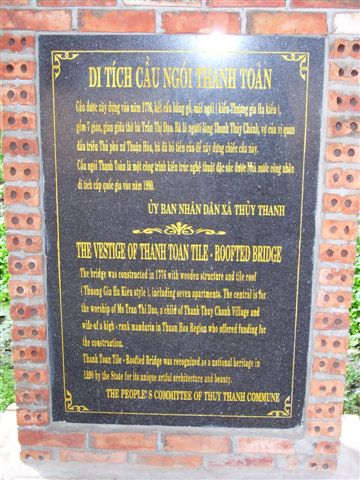 DI TÍCH CẦU NGÓI THANH TOÀN
Cầu được xây dựng vào năm 1776, kết cấu bằng gỗ, mái ngói ( kiểu Thượng gia hạ kiều ),
gồm 7 gian, gian giữa thờ bà Trần Thị Đạo. Bà là người làng Thanh Thủy Chánh, vợ của vị quan
đầu triều Thủ phủ xứ Thuận Hóa, bà đã bỏ tiền của để xây dựng chiếc cầu này.
Cầu ngói Thanh Toàn là một công trình kiến trúc nghệ thuật đặc sắc được Nhà nước công nhận
di tích cấp quốc gia vào năm 1990.
ỦY BAN NHÂN DÂN XÃ THỦY THANH
THE VESTIGE OF THANH TOAN TILE - ROOFTED BRIDGE
The bridge was constructed in 1776 with wooden structure and tile roof
( Thuong Gia Ha Kieu style ), including seven apartments. The central is for
the worship of Ms Tran Thi Dao, a child of Thanh Thuy Chanh Village and
wife of a high - rank mandarin in Thuan Hoa Region who offered funding for
the construction.
Thanh Toan Tile - Roofted Bridge was recognized as a national heritage in
1990 by the State for its unique artful architecture and beauty.
THE PEOPLE'S COMMITTEE OF THUY THANH COMMUNE